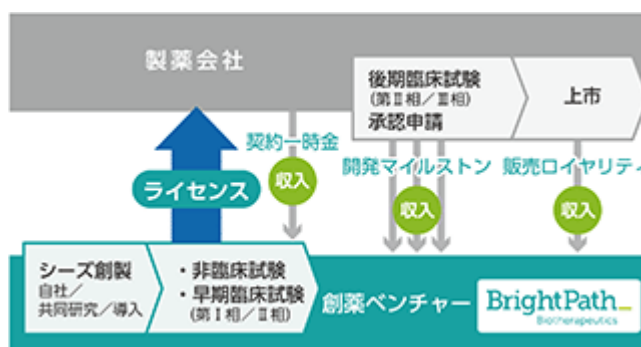 製薬会社
後期臨床試験
(第Ⅱ相/Ⅲ相)
承認申請
上市
契約一時金
開発マイルストン
販売ロイヤリティ
ライセンス
収入
収入
収入
シーズ創製
自社/
共同研究/導入
・非臨床試験
・早期臨床試験
(第Ⅰ相/Ⅱ相)
創薬ベンチャー
BrightPath
Biotherapeutics